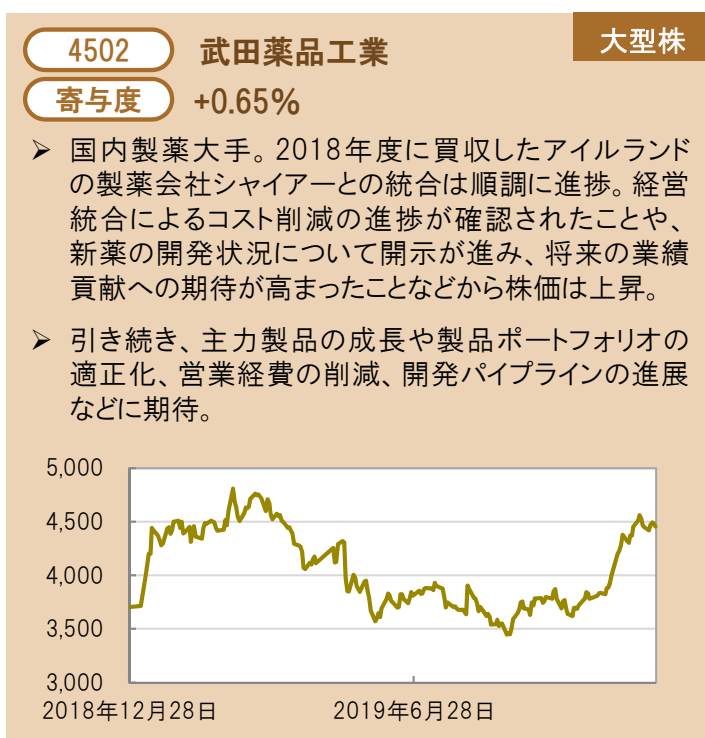 4502 武田薬品工業 大型株
寄与度 +0.65%
➢ 国内製薬大手。2018年度に買収したアイルランド
の製薬会社シャイアーとの統合は順調に進捗。経営
統合によるコスト削減の進捗が確認されたことや、
新薬の開発状況について開示が進み、将来の業績
貢献への期待が高まったことなどから株価は上昇。
➢ 引き続き、主力製品の成長や製品ポートフォリオの
適正化、営業経費の削減、開発パイプラインの進展
などに期待。
5,000
4,500
4,000
3,500
3,000
2018年12月28日 2019年6月28日